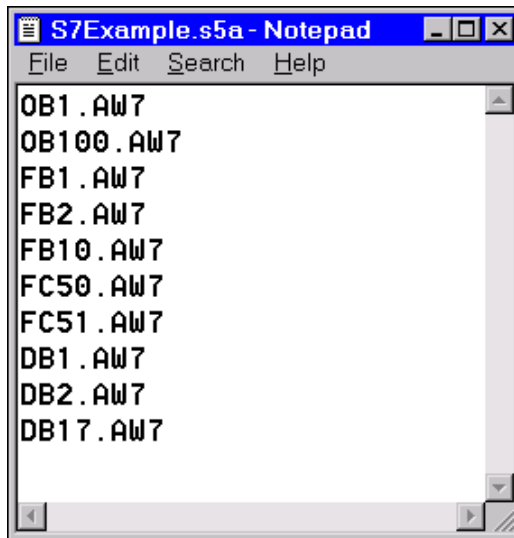 S7Example.s5a - Notepad
File Edit Search Help
OB1.AW7
OB100.AW7
FB1.AW7
FB2.AW7
FB10.AW7
FC50.AW7
FC51.AW7
DB1.AW7
DB2.AW7
DB17.AW7